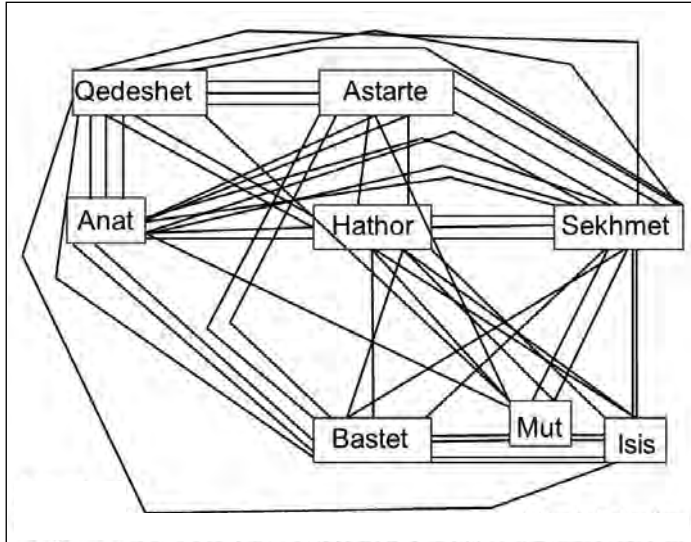 Qedeshet
Astarte
Anat
Hathor
Sekhmet
Bastet
Mut
Isis